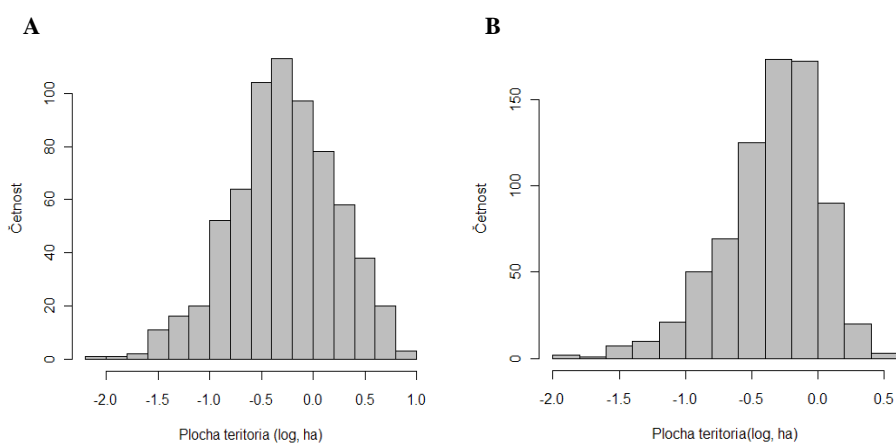 A
Četnost
100
80
60
40
20
0
-2.0 -1.5 -1.0 -0.5 0.0 0.5 1.0
Plocha teritoria (log, ha)
B
Četnost
150
100
50
0
-2.0 -1.5 -1.0 -0.5 0.0 0.5
Plocha teritoria(log, ha)